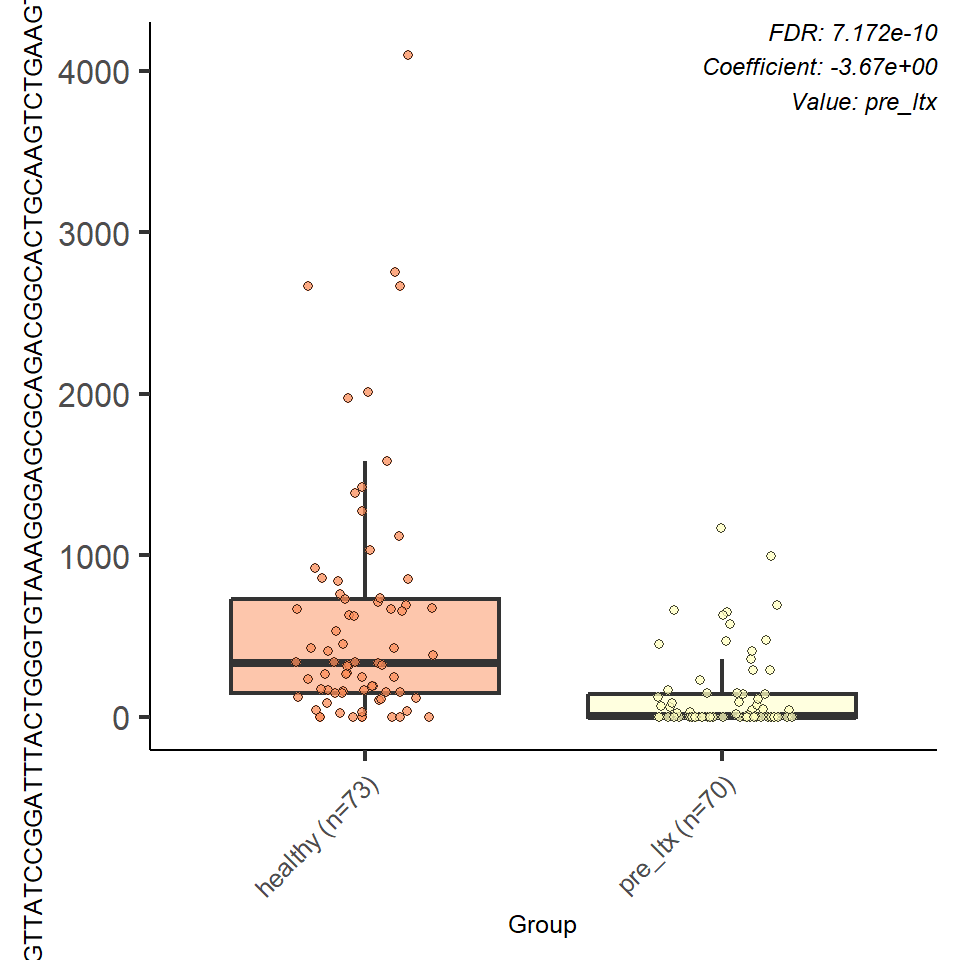 FDR: 7.172e-10
Coefficient: -3.67e+00
Value: pre_ltx
4000
3000
2000
1000
0
GTTATCCGGATTTACTGGGTGTAAAGGGAGCGCAGACGGCACTGCAAGTCTGAAGT
healthy (n=73)
pre_ltx (n=70)
Group